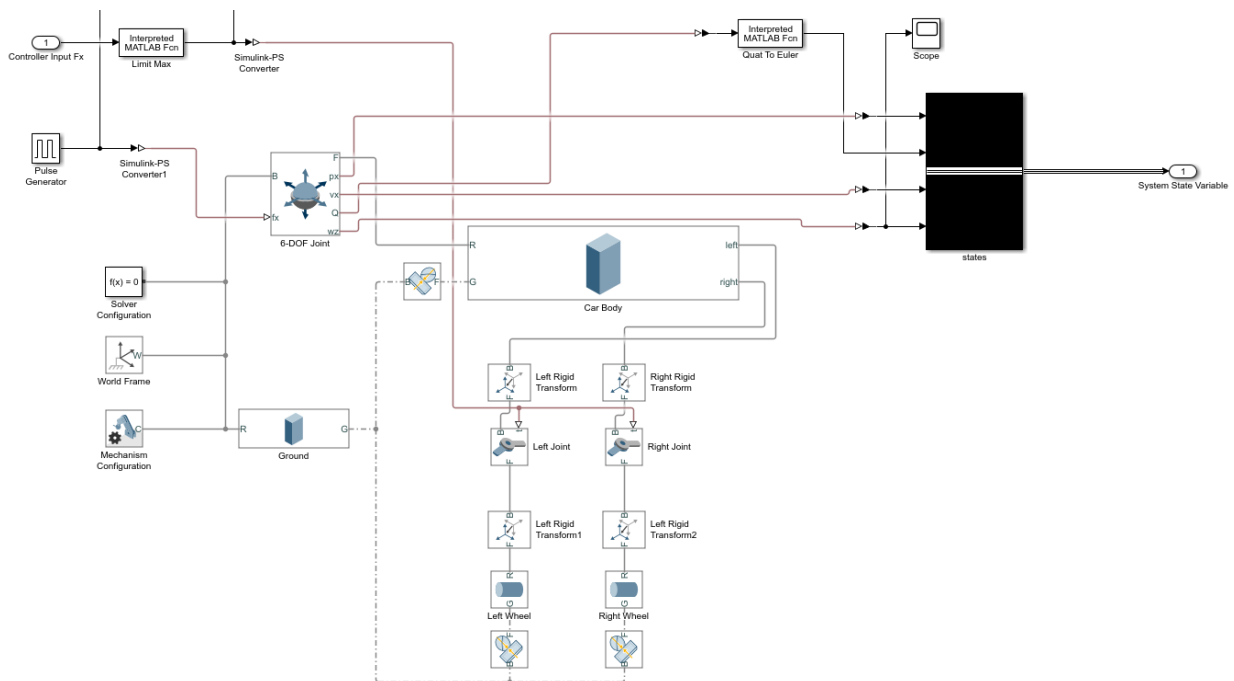 1
Controller Input Fx
Interpreted
MATLAB Fcn
Limit Max
Simulink-PS
Converter
Interpreted
MATLAB Fcn
Quat To Euler
Scope
Pulse
Generator
Simulink-PS
Converter1
B
fx
F
px
vx
Q
wz
6-DOF Joint
states
1
System State Variable
R
G
left
right
Car Body
B
F
f(x) = 0
Solver
Configuration
W
World Frame
C
Mechanism
Configuration
R
G
Ground
B
F
Left Rigid
Transform
B
F
Right Rigid
Transform
B
t
F
Left Joint
B
t
F
Right Joint
B
F
Left Rigid
Transform1
B
F
Left Rigid
Transform2
R
G
Left Wheel
R
G
Right Wheel
F
B
F
B